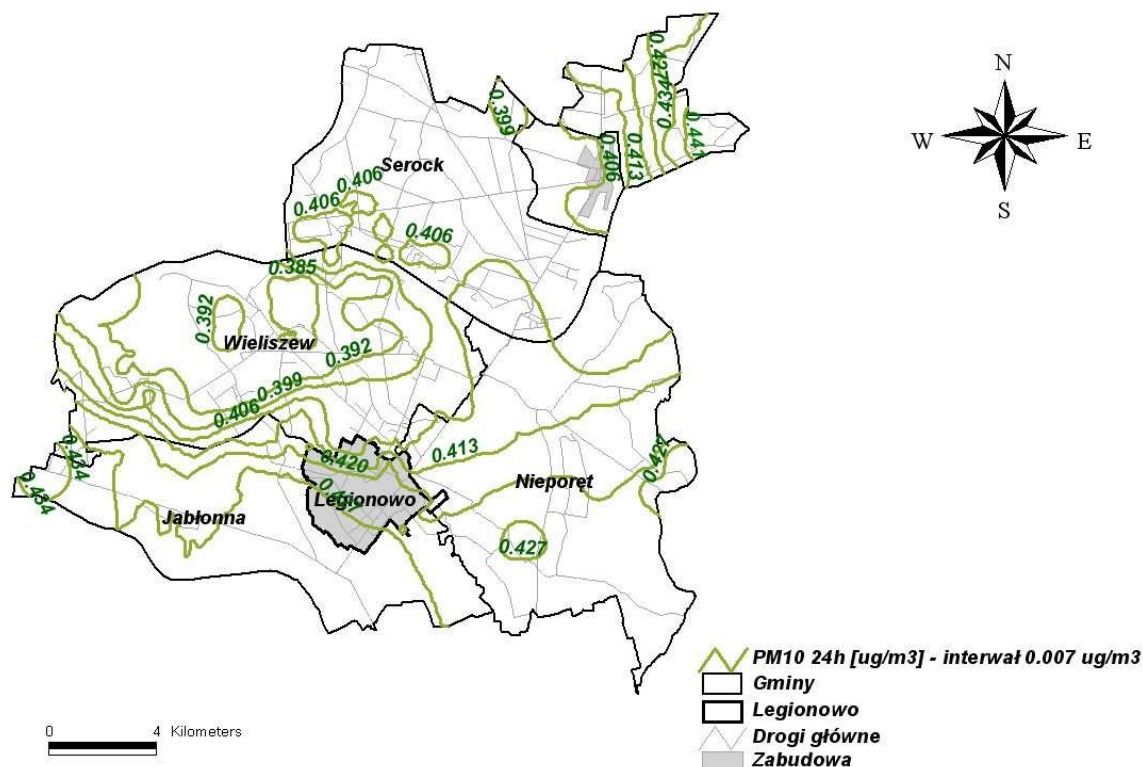 0.427
0.434
0.441
0.399
0.406
0.413
N
W
E
S
Serock
0.406
0.406
0.406
0.385
0.392
Wieliszew
0.392
0.399
0.406
0.413
0.420
0.434
0.434
Nieporęt
Legionowo
Jabłonna
0.427
PM10 24h [ug/m3] - interwał 0.007 ug/m3
Gminy
Legionowo
Drogi główne
Zabudowa
0 4 Kilometers